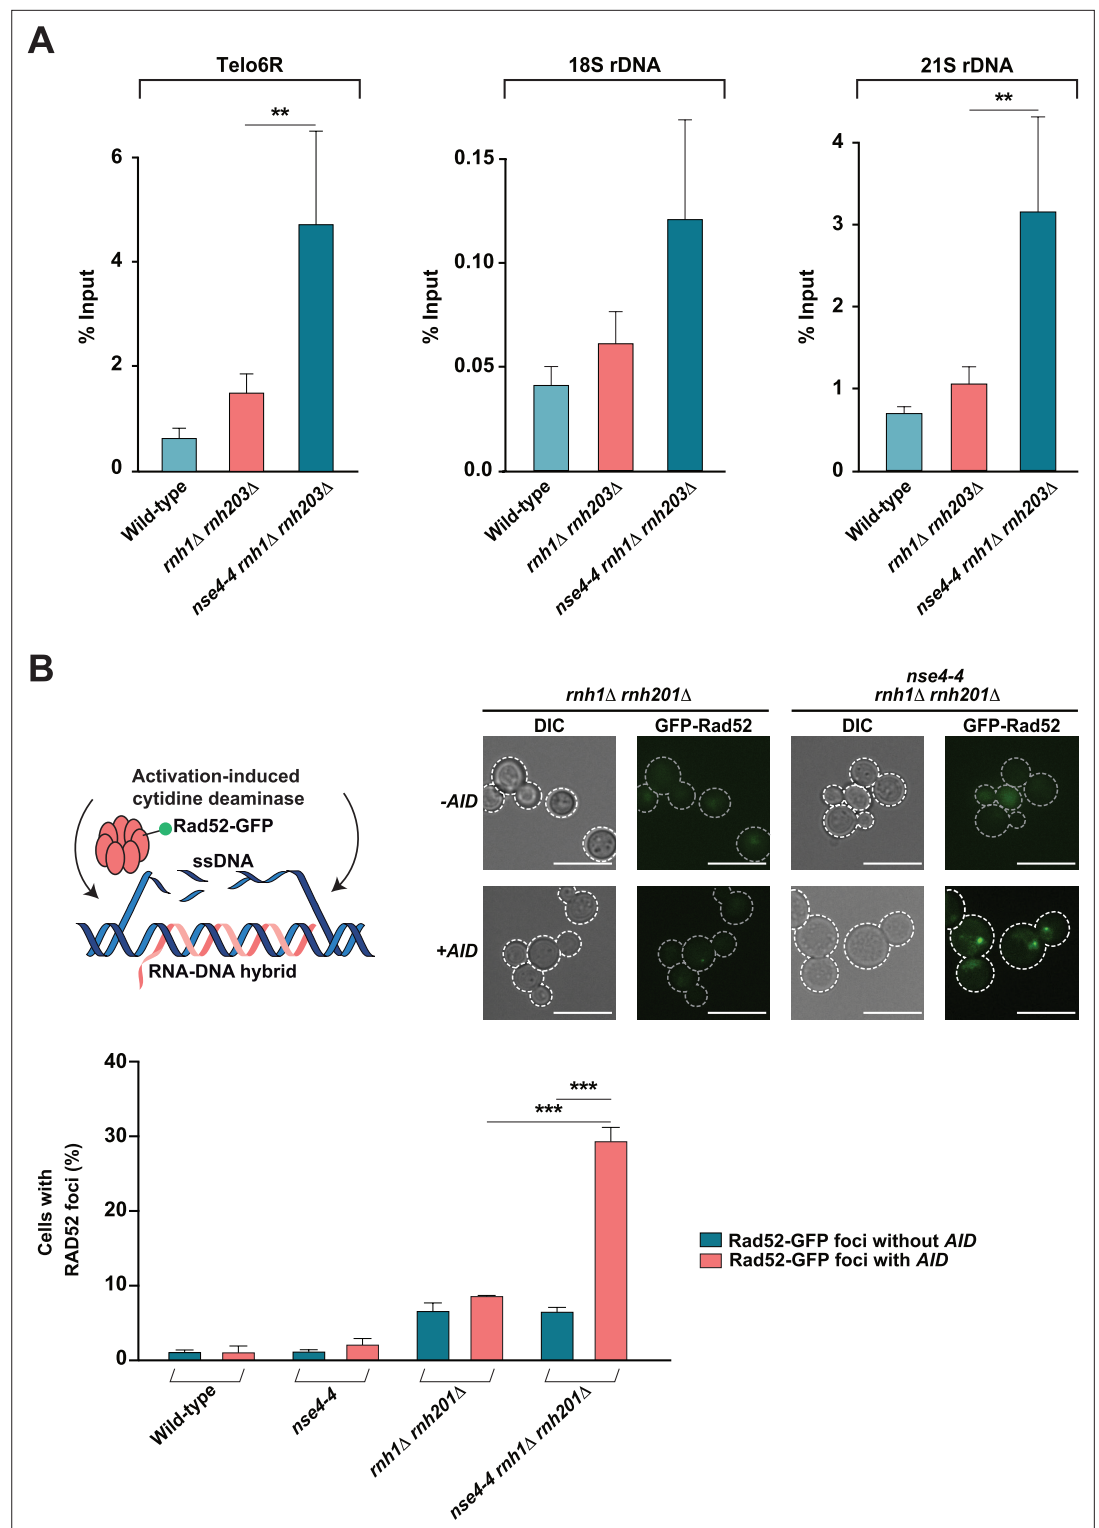 A
Telo6R
18S rDNA
21S rDNA
**
**
6
4
2
0
% Input
0.15
0.10
0.05
0.0
% Input
4
3
2
1
0
% Input
Wild-type
rnh1Δ rnh203Δ
nse4-4 rnh1Δ rnh203Δ
Wild-type
rnh1Δ rnh203Δ
nse4-4 rnh1Δ rnh203Δ
Wild-type
rnh1Δ rnh203Δ
nse4-4 rnh1Δ rnh203Δ
B
Activation-induced
cytidine deaminase
Rad52-GFP
ssDNA
RNA-DNA hybrid
rnh1Δ rnh201Δ
nse4-4
rnh1Δ rnh201Δ
DIC
GFP-Rad52
DIC
GFP-Rad52
-AID
+AID
40
30
20
10
0
Cells with
RAD52 foci (%)
***
***
Wild-type
nse4-4
rnh1Δ rnh201Δ
nse4-4 rnh1Δ rnh201Δ
Rad52-GFP foci without AID
Rad52-GFP foci with AID